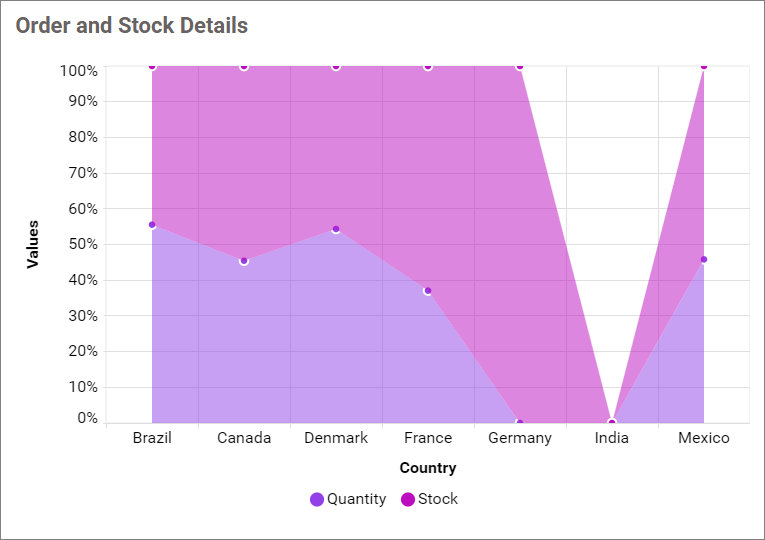 Order and Stock Details
100%
90%
80%
70%
60%
50%
40%
30%
20%
10%
0%
Values
Brazil Canada Denmark France Germany India Mexico
Country
Quantity Stock